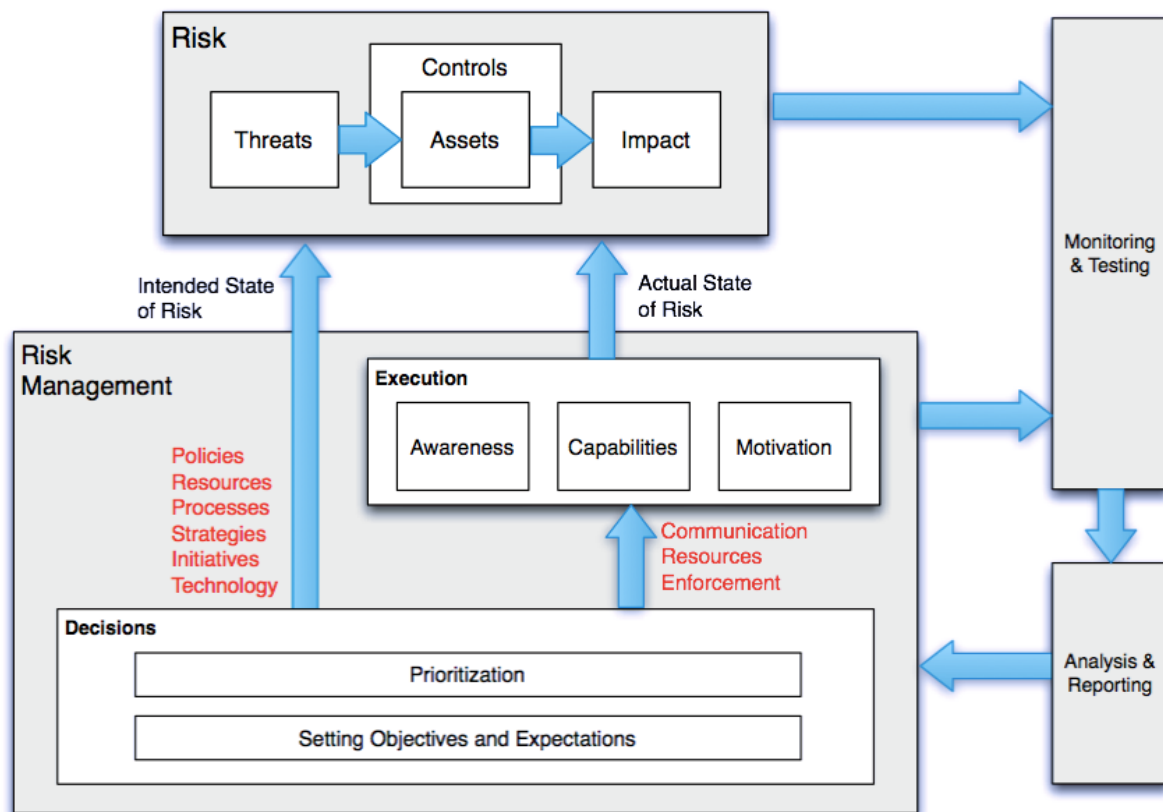 Risk
Controls
Threats
Assets
Impact
Monitoring
& Testing
Intended State
of Risk
Actual State
of Risk
Risk
Management
Execution
Awareness
Capabilities
Motivation
Policies
Resources
Processes
Strategies
Initiatives
Technology
Communication
Resources
Enforcement
Decisions
Prioritization
Setting Objectives and Expectations
Analysis &
Reporting